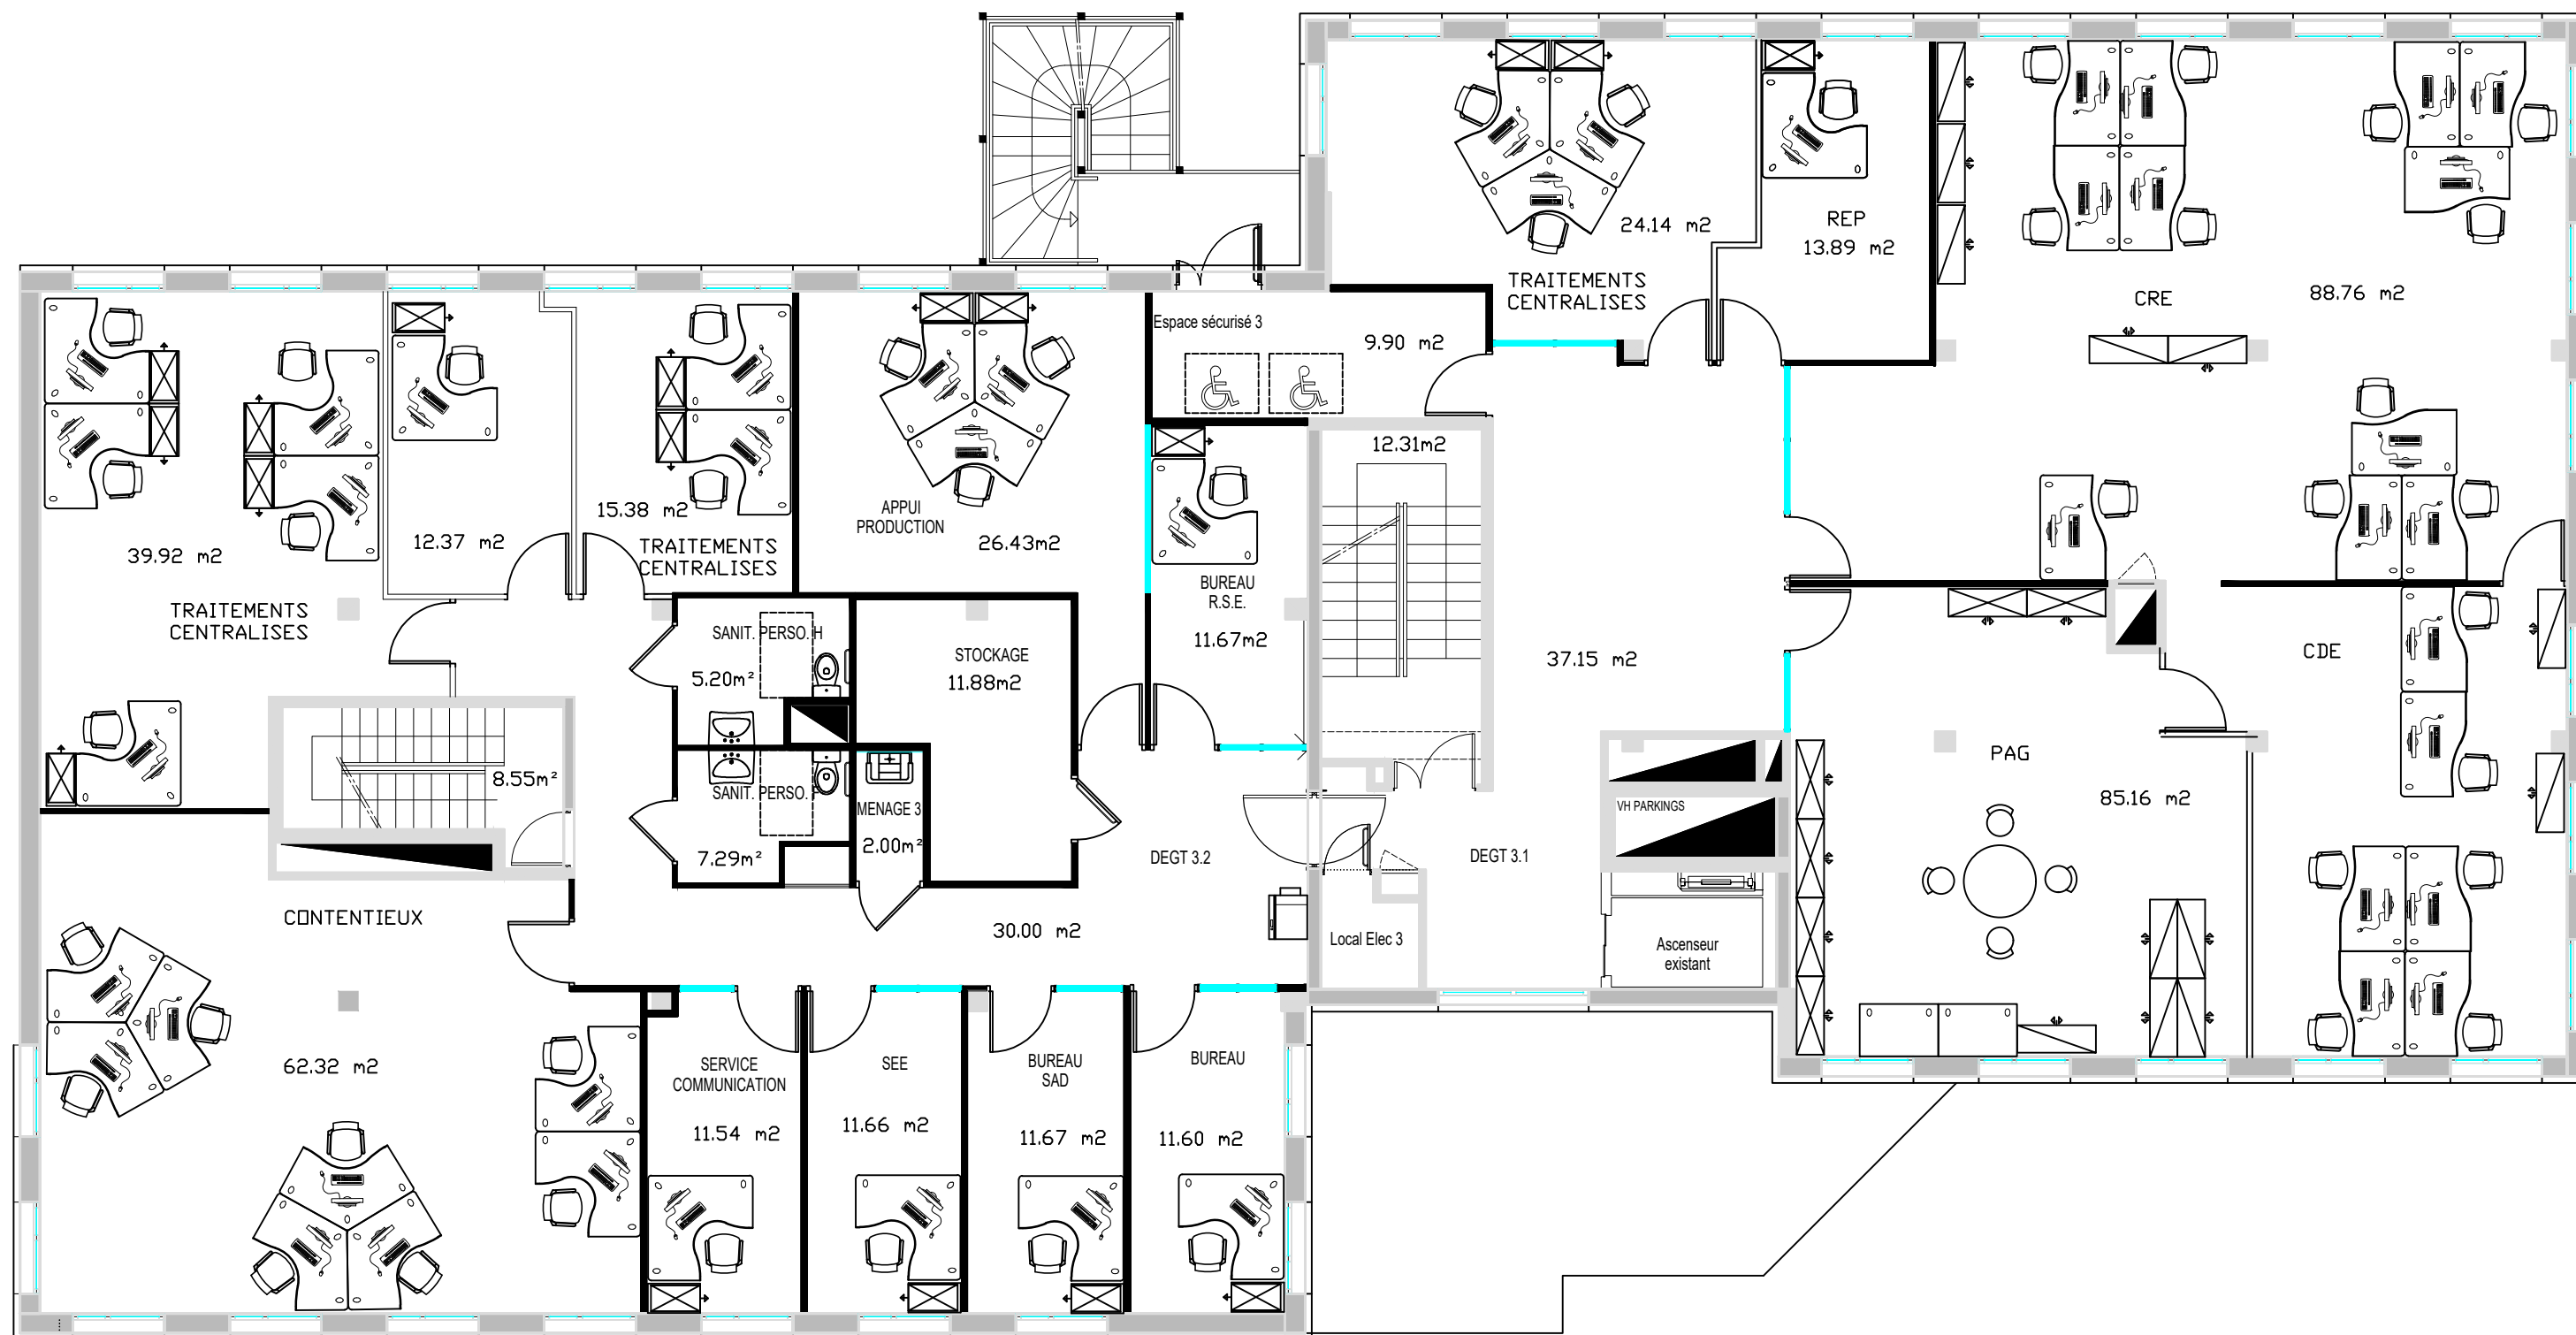 24.14 m2
REP
13.89 m2
TRAITEMENTS
CENTRALISES
CRE
88.76 m2
Espace sécurisé 3
9.90 m2
12.31m2
39.92 m2
12.37 m2
15.38 m2
TRAITEMENTS
CENTRALISES
APPUI
PRODUCTION
26.43m2
BUREAU
R.S.E.
11.67m2
TRAITEMENTS
CENTRALISES
SANIT. PERSO. H
5.20m²
STOCKAGE
11.88m2
37.15 m2
CDE
PAG
85.16 m2
8.55m²
SANIT. PERSO. F
7.29m²
MENAGE 3
2.00m²
DEGT 3.2
DEGT 3.1
VH PARKINGS
CONTENTIEUX
30.00 m2
Local Elec 3
Ascenseur
existant
62.32 m2
SERVICE
COMMUNICATION
11.54 m2
SEE
11.66 m2
BUREAU
SAD
11.67 m2
BUREAU
11.60 m2